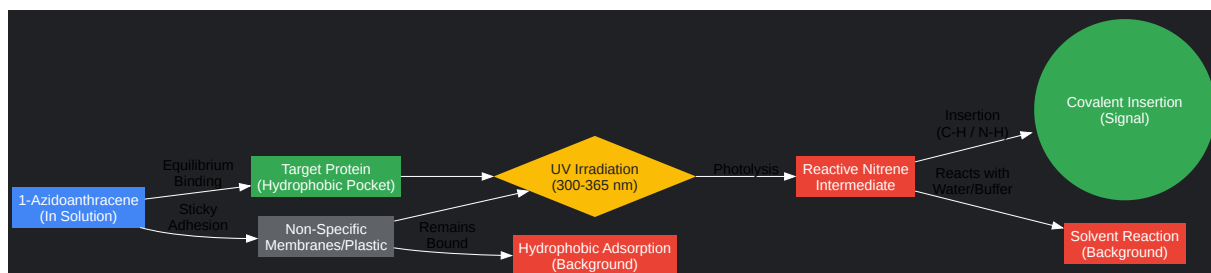 1-Azidoanthracene
(In Solution)
Equilibrium
Binding
Sticky
Adhesion
Target Protein
(Hydrophobic Pocket)
Non-Specific
Membranes/Plastic
Remains
Bound
Hydrophobic Adsorption
(Background)
UV Irradiation
(300-365 nm)
Photolysis
Reactive Nitrene
Intermediate
Insertion
(C-H / N-H)
Reacts with
Water/Buffer
Covalent Insertion
(Signal)
Solvent Reaction
(Background)